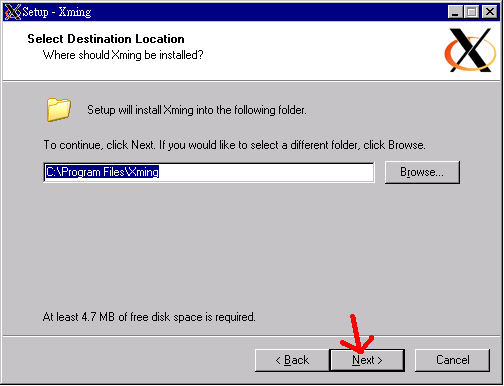 Setup - Xming
Select Destination Location
Where should Xming be installed?
Setup will install Xming into the following folder.
To continue, click Next. If you would like to select a different folder, click Browse.
C:\Program Files\Xming
Browse...
At least 4.7 MB of free disk space is required.
< Back
Next >
Cancel